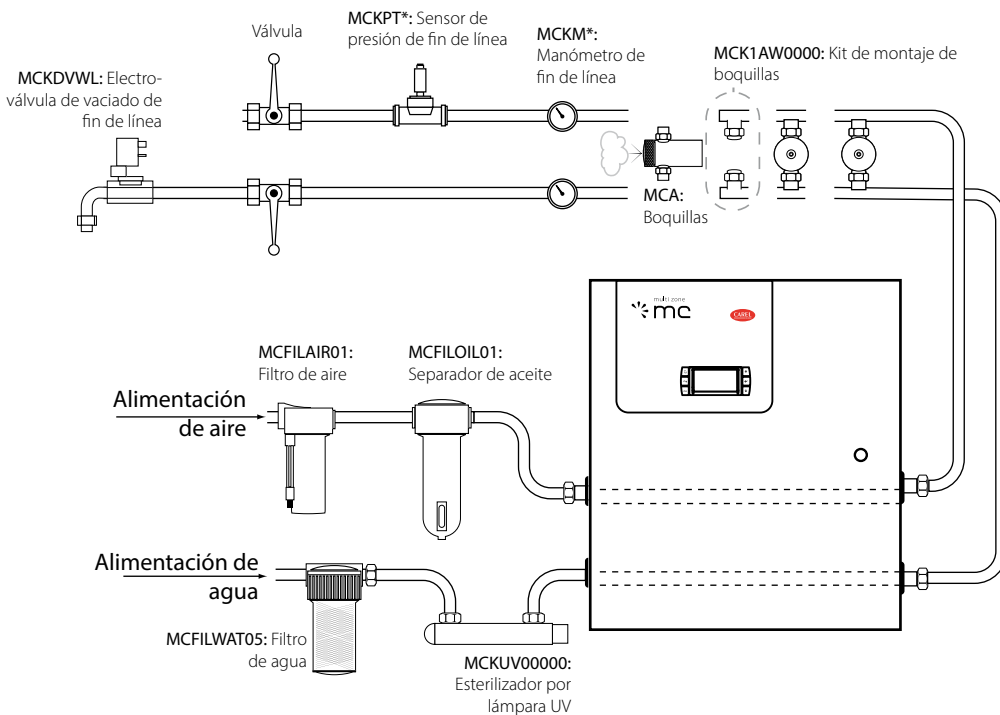 MCKDVWL: Electro-
válvula de vaciado de
fin de línea
Válvula
MCKPT*: Sensor de
presión de fin de línea
MCKM*:
Manómetro de
fin de línea
MCK1AW0000: Kit de montaje de
boquillas
MCA:
Boquillas
multi zone
mc
CAREL
MCFILAIR01:
Filtro de aire
MCFILOIL01:
Separador de aceite
Alimentación
de aire
Alimentación de
agua
MCFILWAT05: Filtro
de agua
MCKUV00000:
Esterilizador por
lámpara UV